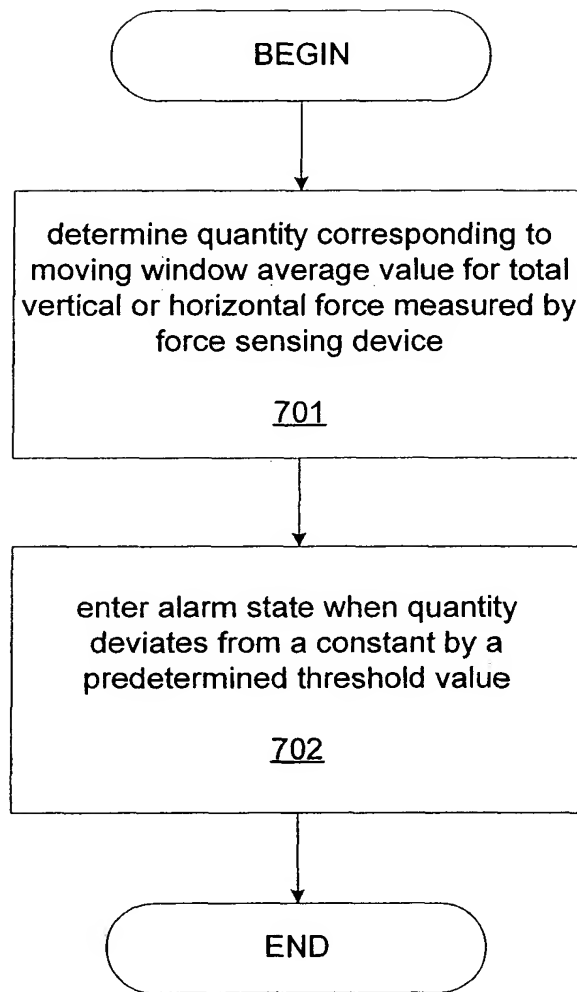 BEGIN
determine quantity corresponding to
moving window average value for total
vertical or horizontal force measured by
force sensing device
701
enter alarm state when quantity
deviates from a constant by a
predetermined threshold value
702
END